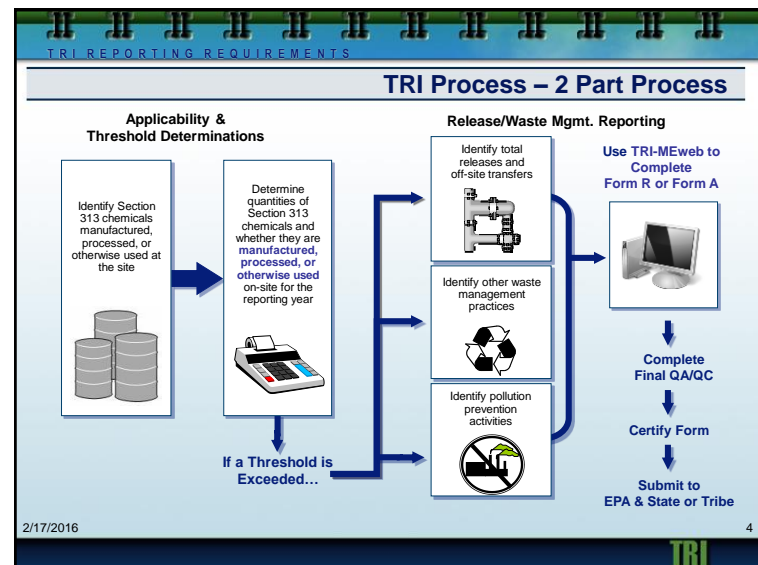 TRI REPORTING REQUIREMENTS
TRI Process – 2 Part Process
Applicability &
Threshold Determinations
Identify Section
313 chemicals
manufactured,
processed, or
otherwise used at
the site
Determine
quantities of
Section 313
chemicals and
whether they are
manufactured,
processed, or
otherwise used
on-site for the
reporting year
If a Threshold is
Exceeded…
Release/Waste Mgmt. Reporting
Identify total
releases and
off-site transfers
Identify other waste
management
practices
Identify pollution
prevention
activities
Use TRI-MEweb to
Complete
Form R or Form A
Complete
Final QA/QC
Certify Form
Submit to
EPA & State or Tribe
2/17/2016
4
TRI